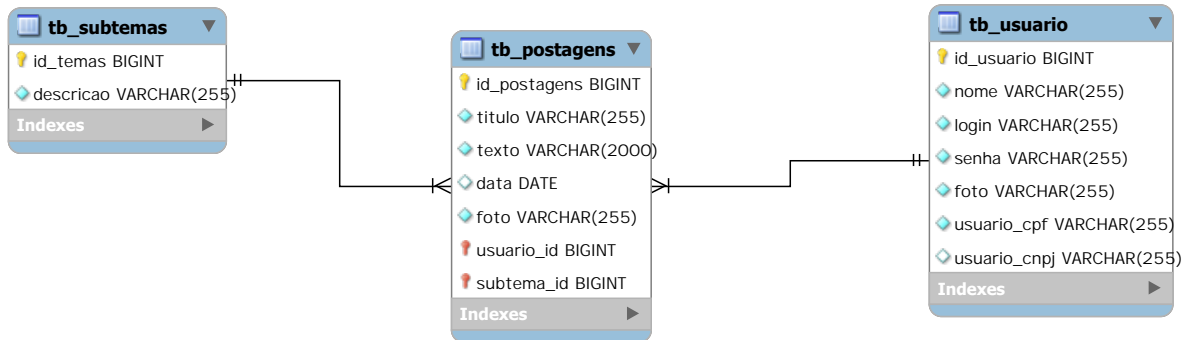 tb_subtemas
id_temas BIGINT
descricao VARCHAR(255)
Indexes
tb_postagens
id_postagens BIGINT
titulo VARCHAR(255)
texto VARCHAR(2000)
data DATE
foto VARCHAR(255)
usuario_id BIGINT
subtema_id BIGINT
Indexes
tb_usuario
id_usuario BIGINT
nome VARCHAR(255)
login VARCHAR(255)
senha VARCHAR(255)
foto VARCHAR(255)
usuario_cpf VARCHAR(255)
usuario_cnpj VARCHAR(255)
Indexes